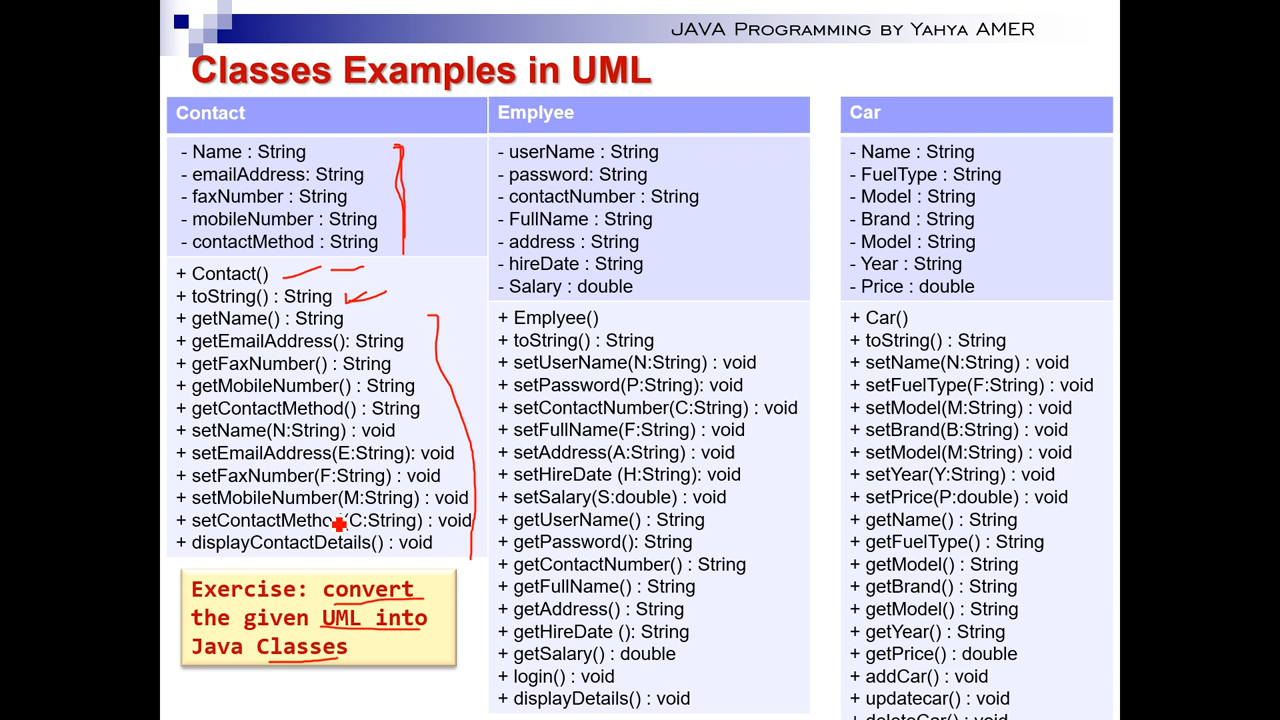 JAVA Programming by Yahya AMER
Classes Examples in UML
Contact
- Name : String
- emailAddress: String
- faxNumber : String
- mobileNumber : String
- contactMethod : String
+ Contact()
+ toString() : String
+ getName() : String
+ getEmailAddress(): String
+ getFaxNumber() : String
+ getMobileNumber() : String
+ getContactMethod() : String
+ setName(N:String) : void
+ setEmailAddress(E:String): void
+ setFaxNumber(F:String) : void
+ setMobileNumber(M:String) : void
+ setContactMetho (C:String) : void
+ displayContactDetails() : void
Exercise: convert
the given UML into
Java Classes
Emplyee
- userName : String
- password: String
- contactNumber : String
- FullName : String
- address : String
- hireDate : String
- Salary : double
+ Emplyee()
+ toString() : String
+ setUserName(N:String) : void
+ setPassword(P:String): void
+ setContactNumber(C:String) : void
+ setFullName(F:String) : void
+ setAddress(A:String) : void
+ setHireDate (H:String): void
+ setSalary(S:double) : void
+ getUserName() : String
+ getPassword(): String
+ getContactNumber() : String
+ getFullName() : String
+ getAddress() : String
+ getHireDate (): String
+ getSalary() : double
+ login() : void
+ displayDetails() : void
Car
- Name : String
- FuelType : String
- Model : String
- Brand : String
- Model : String
- Year : String
- Price : double
+ Car()
+ toString() : String
+ setName(N:String) : void
+ setFuelType(F:String) : void
+ setModel(M:String) : void
+ setBrand(B:String) : void
+ setModel(M:String) : void
+ setYear(Y:String) : void
+ setPrice(P:double) : void
+ getName() : String
+ getFuelType() : String
+ getModel() : String
+ getBrand() : String
+ getModel() : String
+ getYear() : String
+ getPrice() : double
+ addCar() : void
+ updatecar() : void